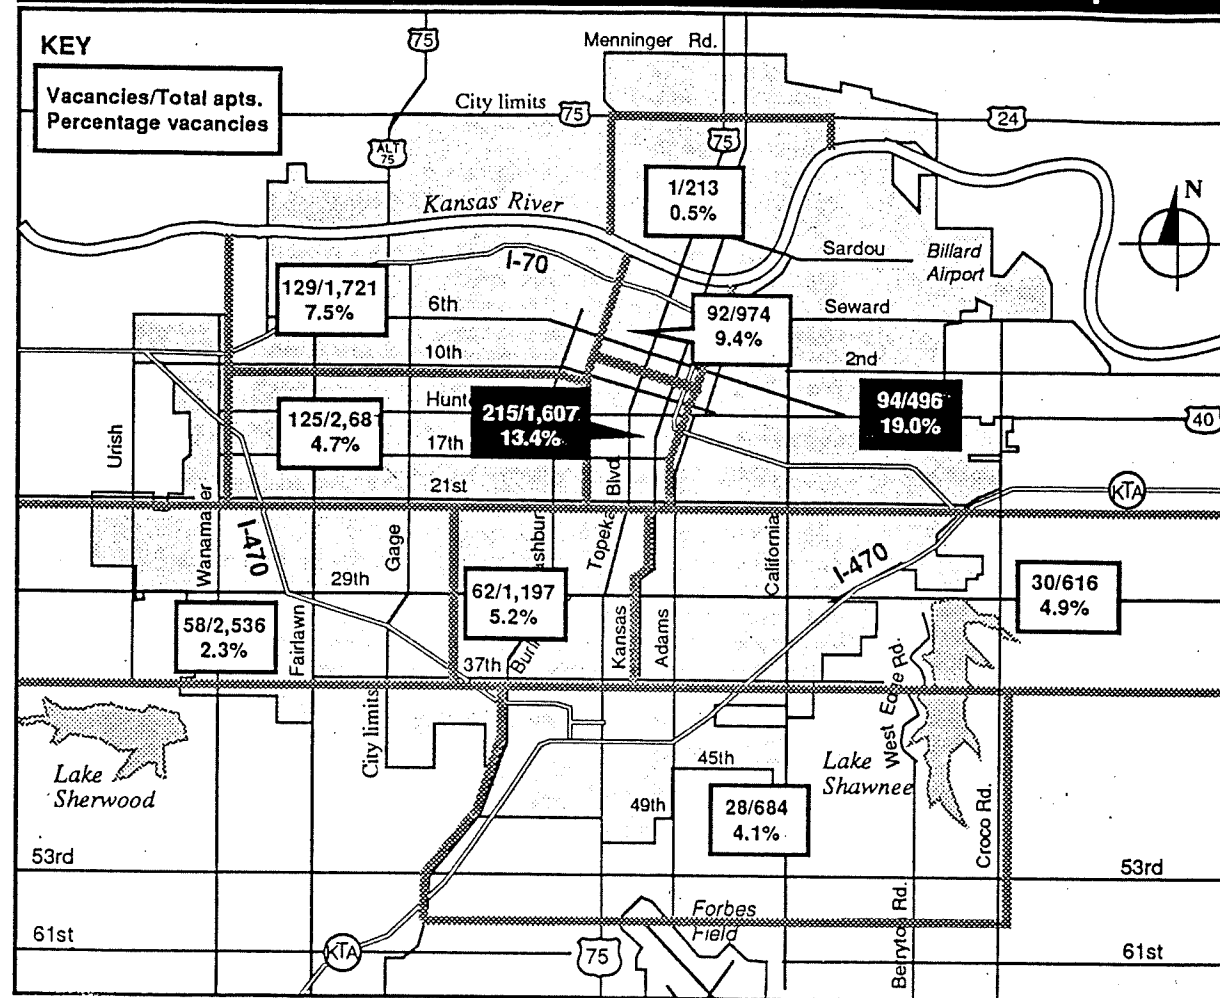 KEY
Vacancies/Total apts.
Percentage vacancies
75
Menninger Rd.
City limits
75
24
75
ALT
75
1/213
0.5%
N
Kansas River
Sardou
Billard
Airport
I-70
129/1,721
7.5%
6th
92/974
9.4%
Seward
10th
2nd
Urish
125/2,681
4.7%
Hunt
215/1,607
13.4%
94/496
19.0%
40
17th
Blvd.
21st
KTA
Wanamaker
I-470
Gage
Topeka
California
I-470
29th
62/1,197
5.2%
30/616
4.9%
58/2,536
2.3%
Fairlawn
37th
Kansas
Adams
West Edge Rd.
City limits
Lake
Sherwood
45th
Lake
Shawnee
49th
28/684
4.1%
Croco Rd.
53rd
53rd
Forbes
Field
61st
KTA
75
Berryton Rd.
61st